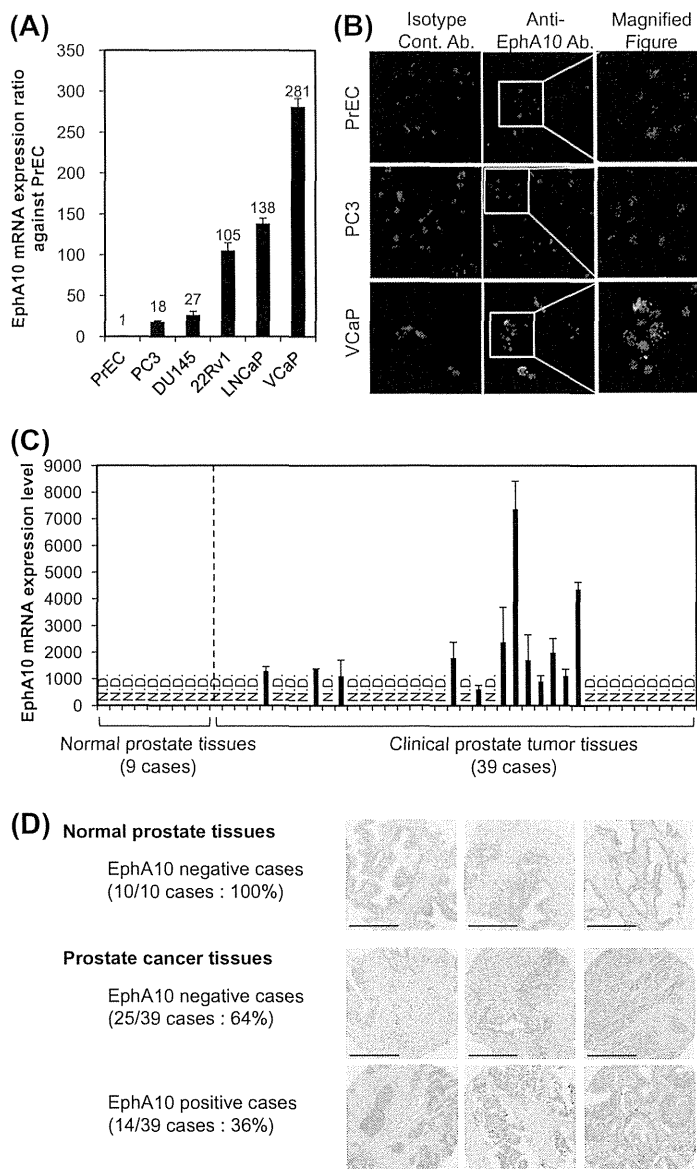 (A)
EphA10 mRNA expression ratio
against PrEC
350
300
250
200
150
100
50
0
1
18
27
105
138
281
PrEC
PC3
DU145
22Rv1
LNCaP
VCaP
(B)
Isotype
Cont. Ab.
Anti-
EphA10 Ab.
Magnified
Figure
PrEC
PC3
VCaP
(C)
EphA10 mRNA expression level
9000
8000
7000
6000
5000
4000
3000
2000
1000
0
N.D. N.D. N.D. N.D. N.D. N.D. N.D. N.D. N.D. N.D. N.D. N.D. N.D. N.D. N.D. N.D. N.D. N.D. N.D. N.D. N.D. N.D. N.D. N.D. N.D. N.D. N.D. N.D. N.D. N.D. N.D. N.D. N.D. N.D. N.D. N.D.
Normal prostate tissues
(9 cases)
Clinical prostate tumor tissues
(39 cases)
(D)
Normal prostate tissues
EphA10 negative cases
(10/10 cases : 100%)
Prostate cancer tissues
EphA10 negative cases
(25/39 cases : 64%)
EphA10 positive cases
(14/39 cases : 36%)